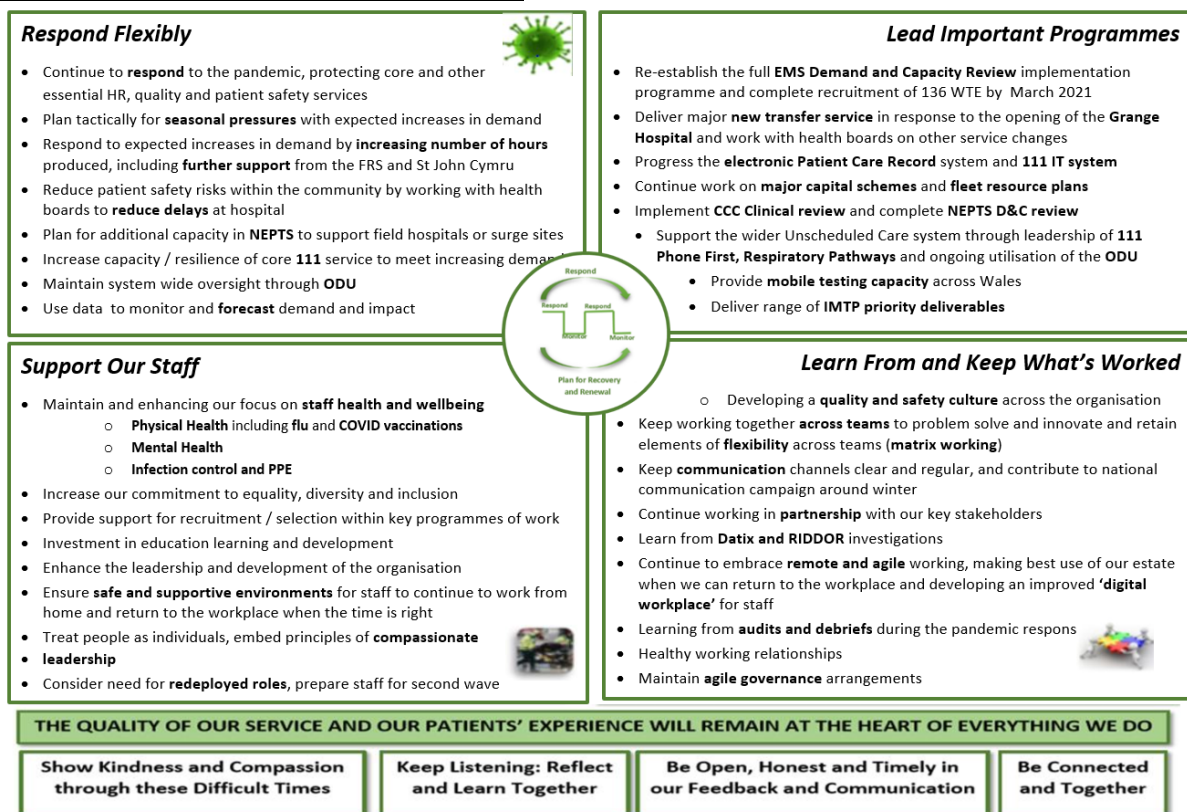 Respond Flexibly
Continue to respond to the pandemic, protecting core and other
essential HR, quality and patient safety services
Plan tactically for seasonal pressures with expected increases in demand
Respond to expected increases in demand by increasing number of hours
produced, including further support from the FRS and St John Cymru
Reduce patient safety risks within the community by working with health
boards to reduce delays at hospital
Plan for additional capacity in NEPTS to support field hospitals or surge sites
Increase capacity / resilience of core 111 service to meet increasing
Maintain system wide oversight through ODU
Use data to monitor and forecast demand and impact
Lead Important Programmes
Re-establish the full EMS Demand and Capacity Review implementation
programme and complete recruitment of 136 WTE by March 2021
Deliver major new transfer service in response to the opening of the Grange
Hospital and work with health boards on other service changes
Progress the electronic Patient Care Record system and 111 IT system
Continue work on major capital schemes and fleet resource plans
Implement CCC Clinical review and complete NEPTS D&C review
Support the wider Unscheduled Care system through leadership of 111
Phone First, Respiratory Pathways and ongoing utilisation of the ODU
Provide mobile testing capacity across Wales
Deliver range of IMTP priority deliverables
Respond
Respond Respond
Monitor Monitor
Plan for Recovery
and Renewal
Support Our Staff
Maintain and enhancing our focus on staff health and wellbeing
Physical Health including flu and COVID vaccinations
Mental Health
Infection control and PPE
Increase our commitment to equality, diversity and inclusion
Provide support for recruitment / selection within key programmes of work
Investment in education learning and development
Enhance the leadership and development of the organisation
Ensure safe and supportive environments for staff to continue to work from
home and return to the workplace when the time is right
Treat people as individuals, embed principles of compassionate
leadership
Consider need for redeployed roles, prepare staff for second wave
Learn From and Keep What's Worked
Developing a quality and safety culture across the organisation
Keep working together across teams to problem solve and innovate and retain
elements of flexibility across teams (matrix working)
Keep communication channels clear and regular, and contribute to national
communication campaign around winter
Continue working in partnership with our key stakeholders
Learn from Datix and RIDDOR investigations
Continue to embrace remote and agile working, making best use of our estate
when we can return to the workplace and developing an improved ‘digital
workplace’ for staff
Learning from audits and debriefs during the pandemic respons
Healthy working relationships
Maintain agile governance arrangements
THE QUALITY OF OUR SERVICE AND OUR PATIENTS’ EXPERIENCE WILL REMAIN AT THE HEART OF EVERYTHING WE DO
Show Kindness and Compassion
through these Difficult Times
Keep Listening: Reflect
and Learn Together
Be Open, Honest and Timely in
our Feedback and Communication
Be Connected
and Together